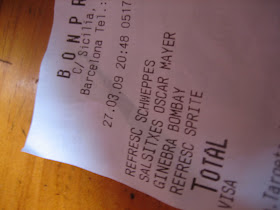 BONPR
C/ Sicilia,
Barcelona Tel.:
27.03.09 20:48 0517
REFRESC SCHWEPPES
SALSITXES OSCAR MAYER
GINEBRA BOMBAY
REFRESC SPRITE
TOTAL
VISA